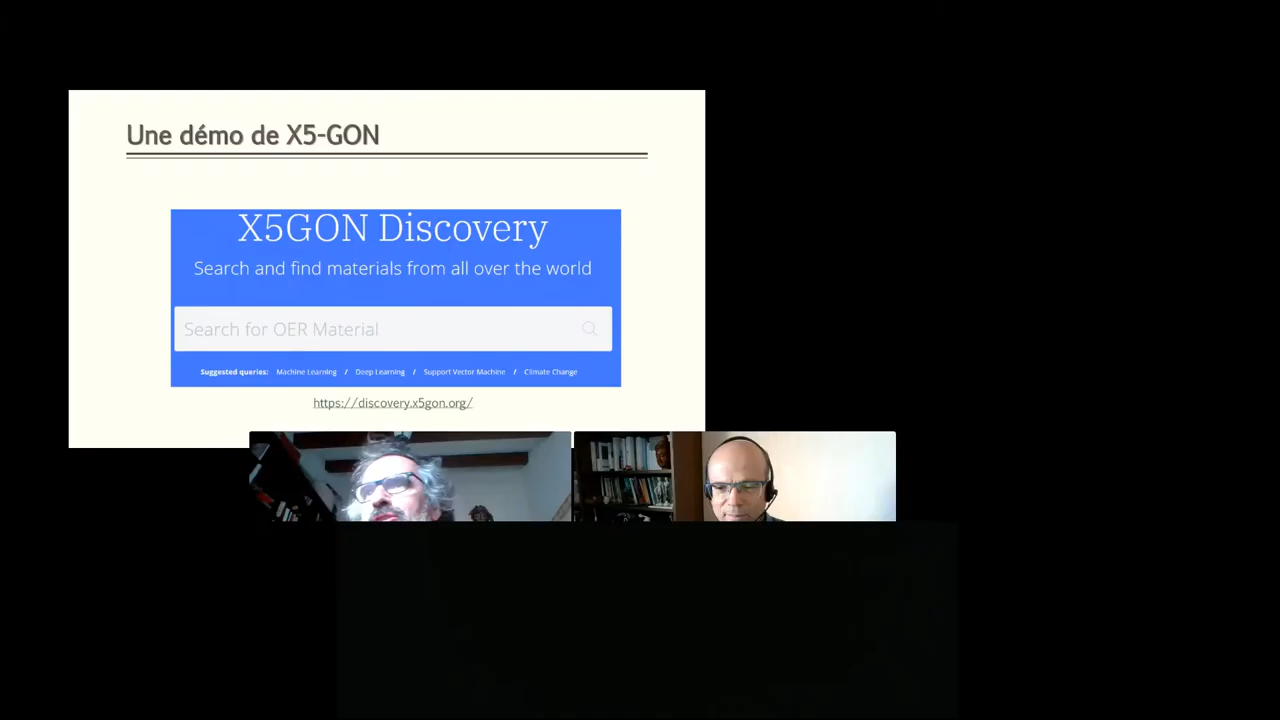 Une démo de X5-GON
X5GON Discovery
Search and find materials from all over the world
Search for OER Material
Suggested queries: Machine Learning / Deep Learning / Support Vector Machine / Climate Change
https://discovery.x5gon.org/